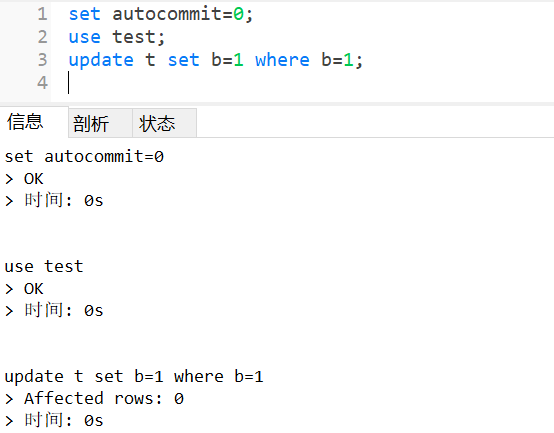 1 set autocommit=0;
2 use test;
3 update t set b=1 where b=1;
4
信息 剖析 状态
set autocommit=0
> OK
> 时间: 0s
use test
> OK
> 时间: 0s
update t set b=1 where b=1
> Affected rows: 0
> 时间: 0s